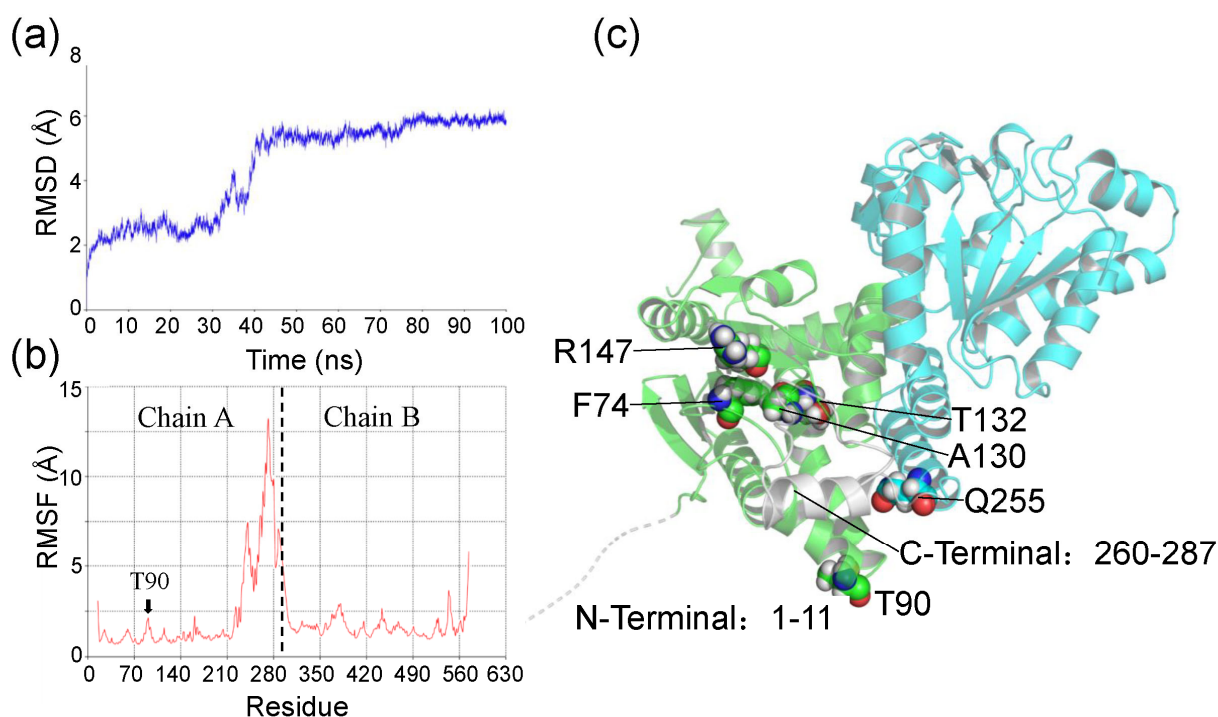 (a)
8
6
4
2
0
RMSD (Å)
0 10 20 30 40 50 60 70 80 90 100
Time (ns)
(b)
15
10
5
0
RMSF (Å)
Chain A
Chain B
T90
0 70 140 210 280 350 420 490 560 630
Residue
(c)
R147
F74
T132
A130
Q255
C-Terminal：260-287
T90
N-Terminal：1-11